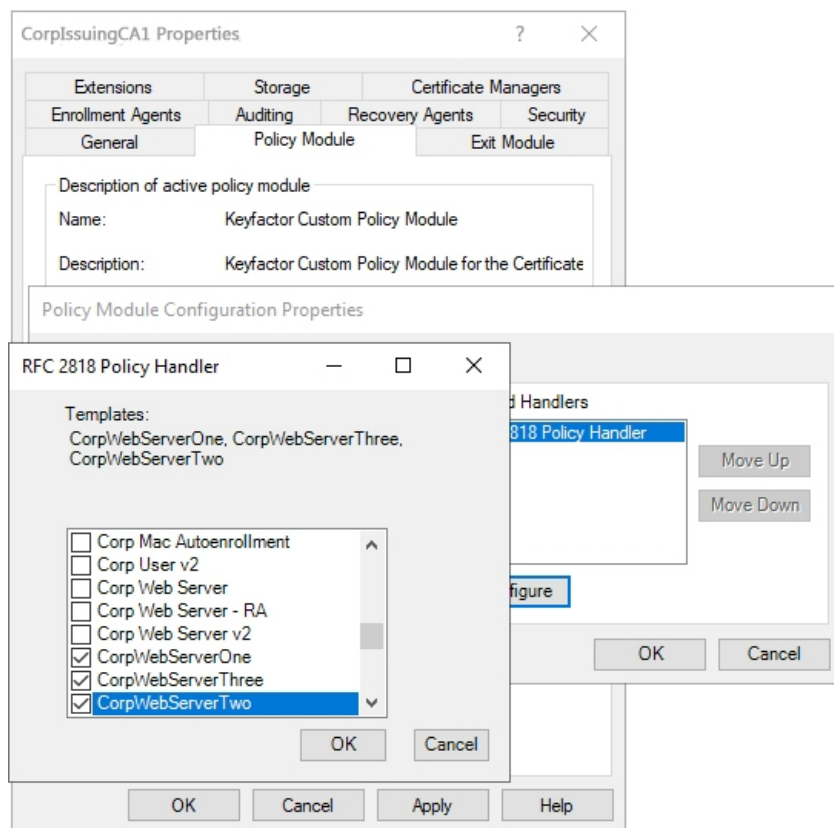 CorpIssuingCA1 Properties
?
Extensions Storage Certificate Managers
Enrollment Agents Auditing Recovery Agents Security
General Policy Module Exit Module
Description of active policy module
Name: Keyfactor Custom Policy Module
Description: Keyfactor Custom Policy Module for the Certificate
Policy Module Configuration Properties
d Handlers
818 Policy Handler
Move Up
Move Down
figure
OK Cancel
RFC 2818 Policy Handler
Templates:
CorpWebServerOne, CorpWebServerThree,
CorpWebServerTwo
Corp Mac Autoenrollment
Corp User v2
Corp Web Server
Corp Web Server - RA
Corp Web Server v2
CorpWebServerOne
CorpWebServerThree
CorpWebServerTwo
OK Cancel
OK Cancel Apply Help